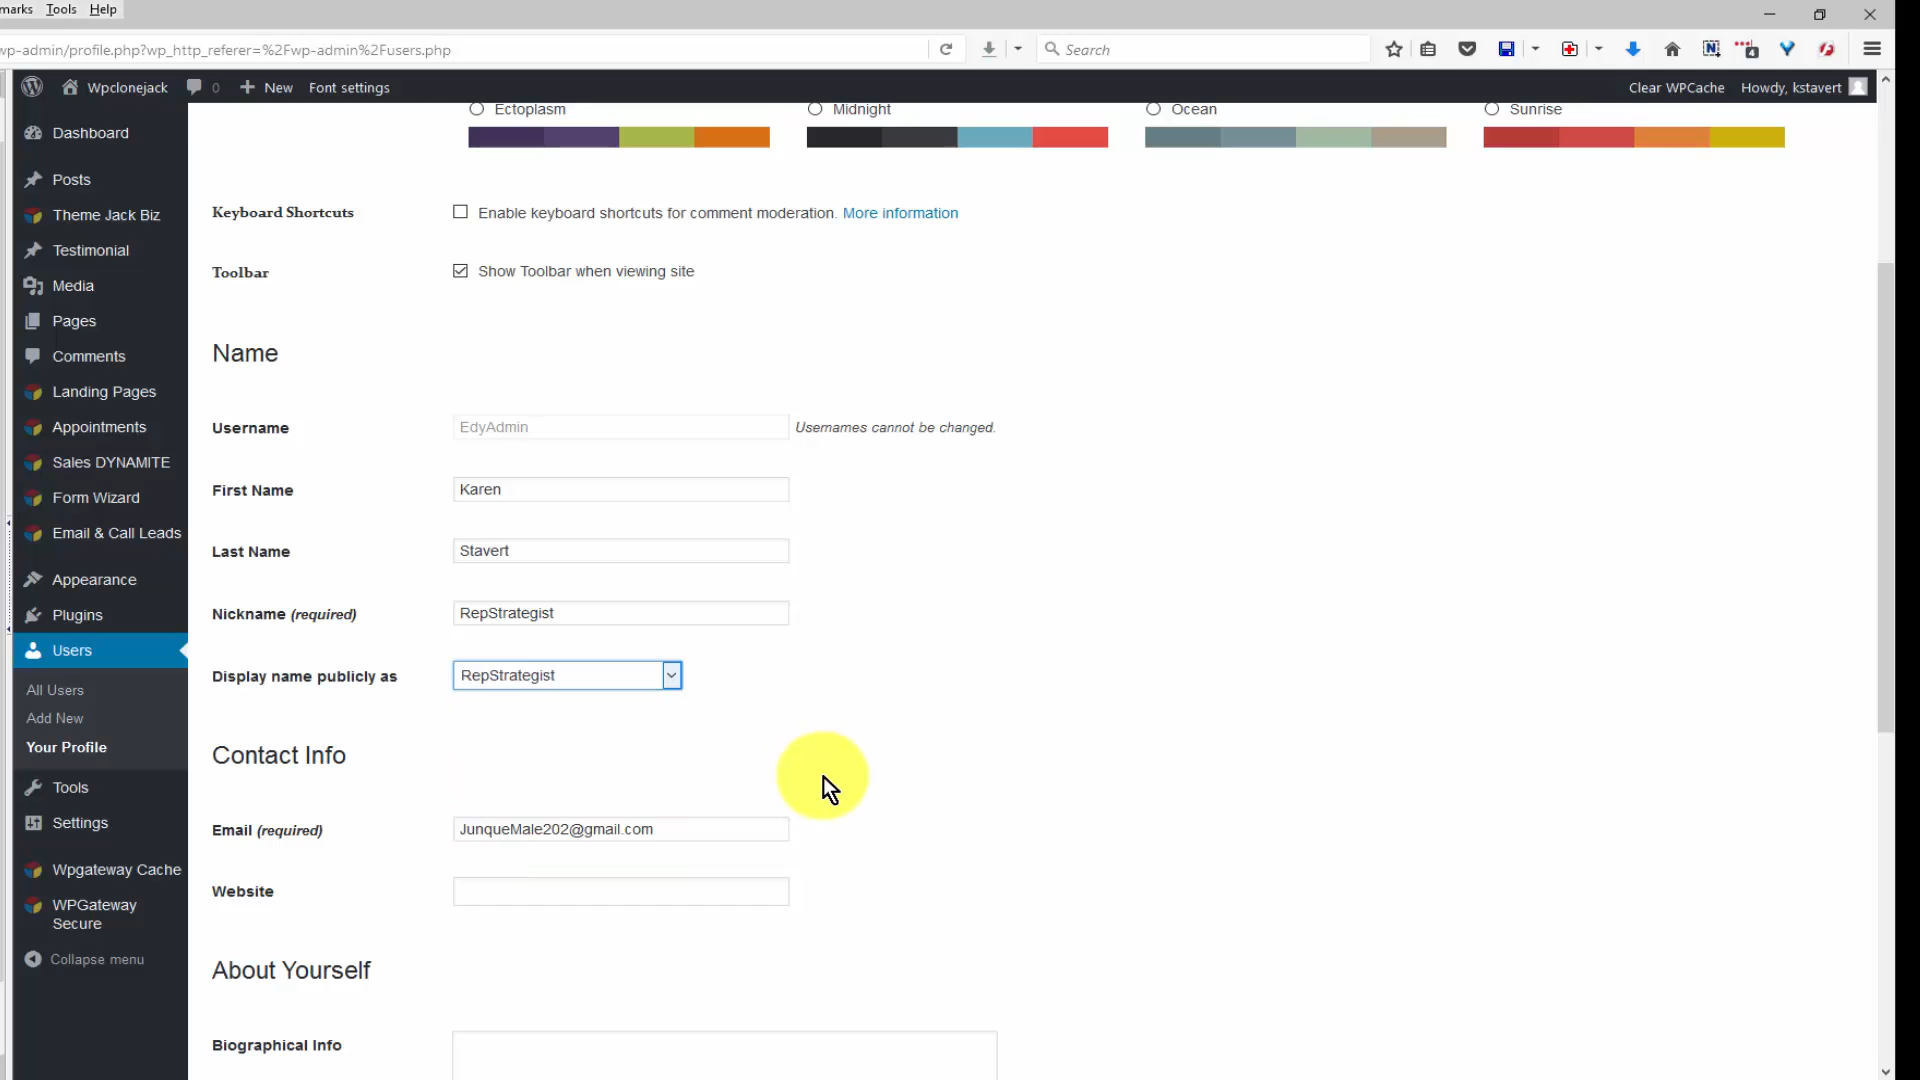 marks Tools Help
wp-admin/profile.php?wp_http_referer=%2Fwp-admin%2Fusers.php
Search
4
Wpclonejack 0 New Font settings
Clear WPCache Howdy, kstavert
Dashboard
Posts
Theme Jack Biz
Testimonial
Media
Pages
Comments
Landing Pages
Appointments
Sales DYNAMITE
Form Wizard
Email & Call Leads
Appearance
Plugins
Users
All Users
Add New
Your Profile
Tools
Settings
Wpgateway Cache
WPGateway
Secure
Collapse menu
Ectoplasm Midnight Ocean Sunrise
Keyboard Shortcuts Enable keyboard shortcuts for comment moderation. More information
Toolbar Show Toolbar when viewing site
Name
Username EdyAdmin Usernames cannot be changed.
First Name Karen
Last Name Stavert
Nickname (required) RepStrategist
Display name publicly as RepStrategist
Contact Info
Email (required) JunqueMale202@gmail.com
Website
About Yourself
Biographical Info